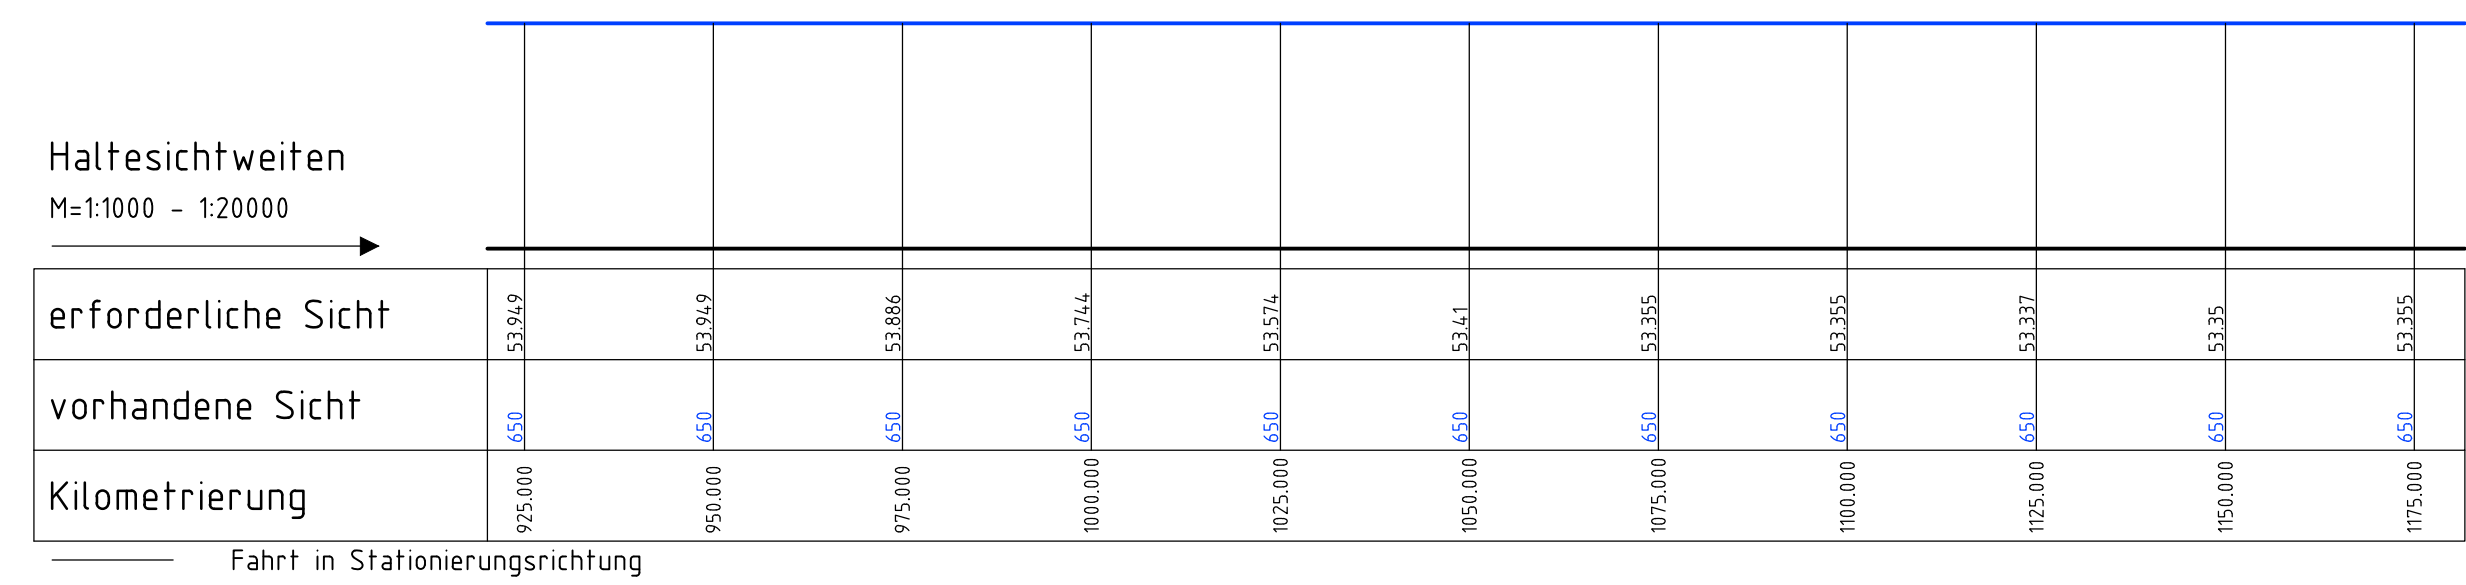 Haltesichtweiten
M=1:1000 - 1:20000
erforderliche Sicht 53.949 53.949 53.886 53.744 53.574 53.41 53.355 53.355 53.337 53.35 53.355
vorhandene Sicht 650 650 650 650 650 650 650 650 650 650 650
Kilometrierung 925.000 950.000 975.000 1000.000 1025.000 1050.000 1075.000 1100.000 1125.000 1150.000 1175.000
Fahrt in Stationierungsrichtung